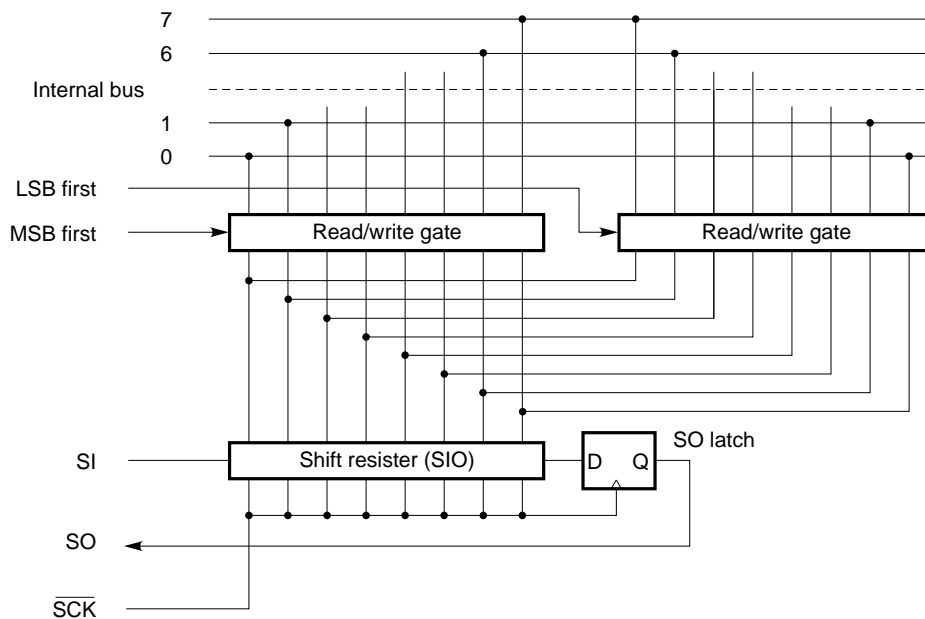 7
6
Internal bus
1
0
LSB first
MSB first
Read/write gate
Read/write gate
SO latch
SI
Shift resister (SIO)
D Q
SO
SCK